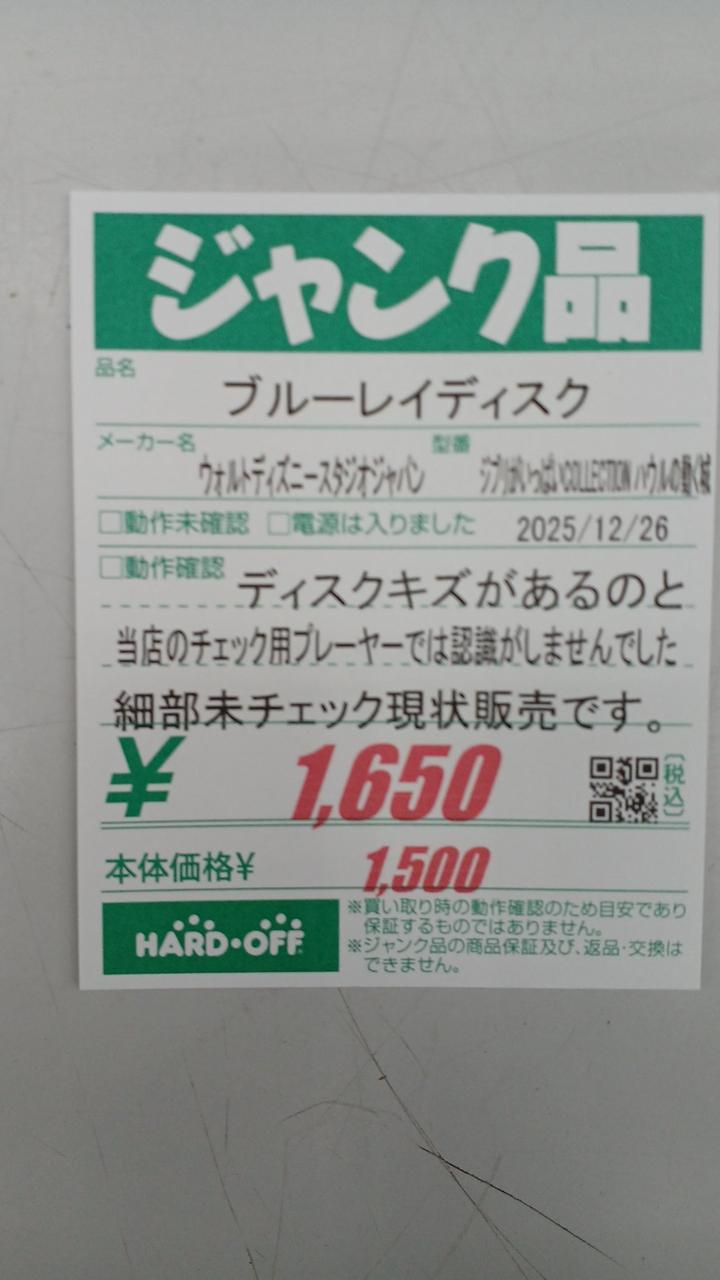 ジャンク品
品名
ブルーレイディスク
メーカー名 型番
ウォルトディズニースタジオジャパン ジブリがいっぱいCOLLECTION ハウルの動く城
□動作未確認 □電源は入りました 2025/12/26
□動作確認 ディスクキズがあるのと
当店のチェック用プレーヤーでは認識がしませんでした
細部未チェック現状販売です。
¥ 1,650 (税込)
本体価格¥ 1,500
HARD・OFF
※買い取り時の動作確認のため目安であり
保証するものではありません。
※ジャンク品の商品保証及び、返品・交換は
できません。